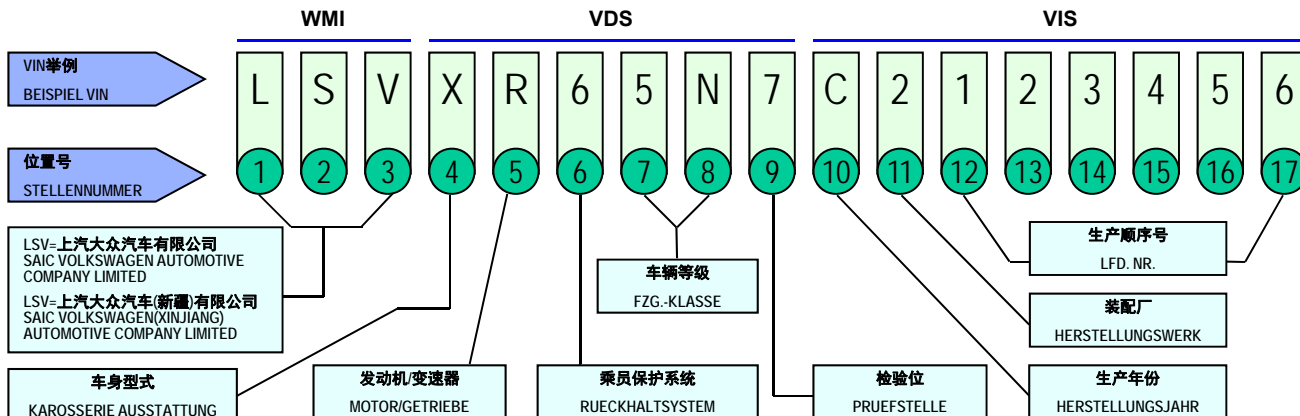 WMI VDS VIS
VIN举例
BEISPIEL VIN
L S V X R 6 5 N 7 C 2 1 2 3 4 5 6
位置号
STELLENNUMMER
1 2 3 4 5 6 7 8 9 10 11 12 13 14 15 16 17
LSV=上汽大众汽车有限公司
SAIC VOLKSWAGEN AUTOMOTIVE
COMPANY LIMITED
LSV=上汽大众汽车(新疆)有限公司
SAIC VOLKSWAGEN(XINJIANG)
AUTOMOTIVE COMPANY LIMITED
车辆等级
FZG.-KLASSE
生产顺序号
LFD. NR.
装配厂
HERSTELLUNGSWERK
车身型式
KAROSSERIE AUSSTATTUNG
发动机/变速器
MOTOR/GETRIEBE
乘员保护系统
RUECKHALTSYSTEM
检验位
PRUEFSTELLE
生产年份
HERSTELLUNGSJAHR